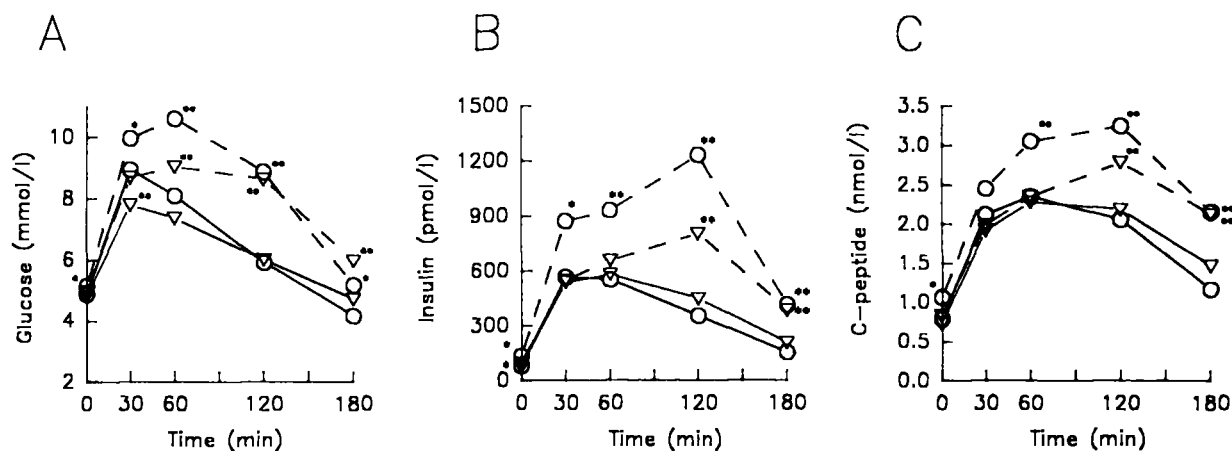 A
Glucose (mmol/l)
10
8
6
4
2
0 30 60 120 180
Time (min)
* * ** ** ** ** ** ** *
B
Insulin (pmol/l)
1500
1200
900
600
300
0
0 30 60 120 180
Time (min)
* * * ** ** ** ** **
C
C-peptide (nmol/l)
3.5
3.0
2.5
2.0
1.5
1.0
0.5
0.0
0 30 60 120 180
Time (min)
* ** ** ** ** **